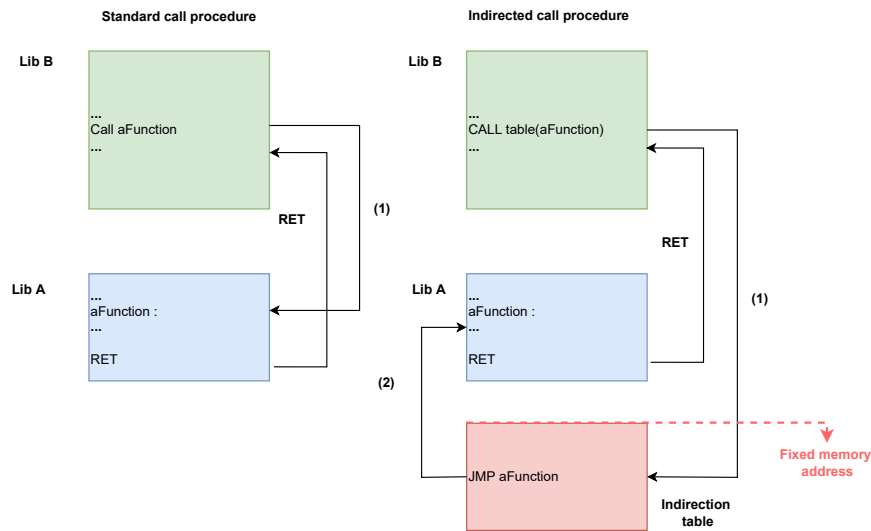 Standard call procedure
Lib B
...
Call aFunction
...
(1)
RET
Lib A
...
aFunction :
...
RET
Indirected call procedure
Lib B
...
CALL table(aFunction)
...
RET
Lib A
...
aFunction :
...
RET
(1)
(2)
Fixed memory
address
JMP aFunction
Indirection
table